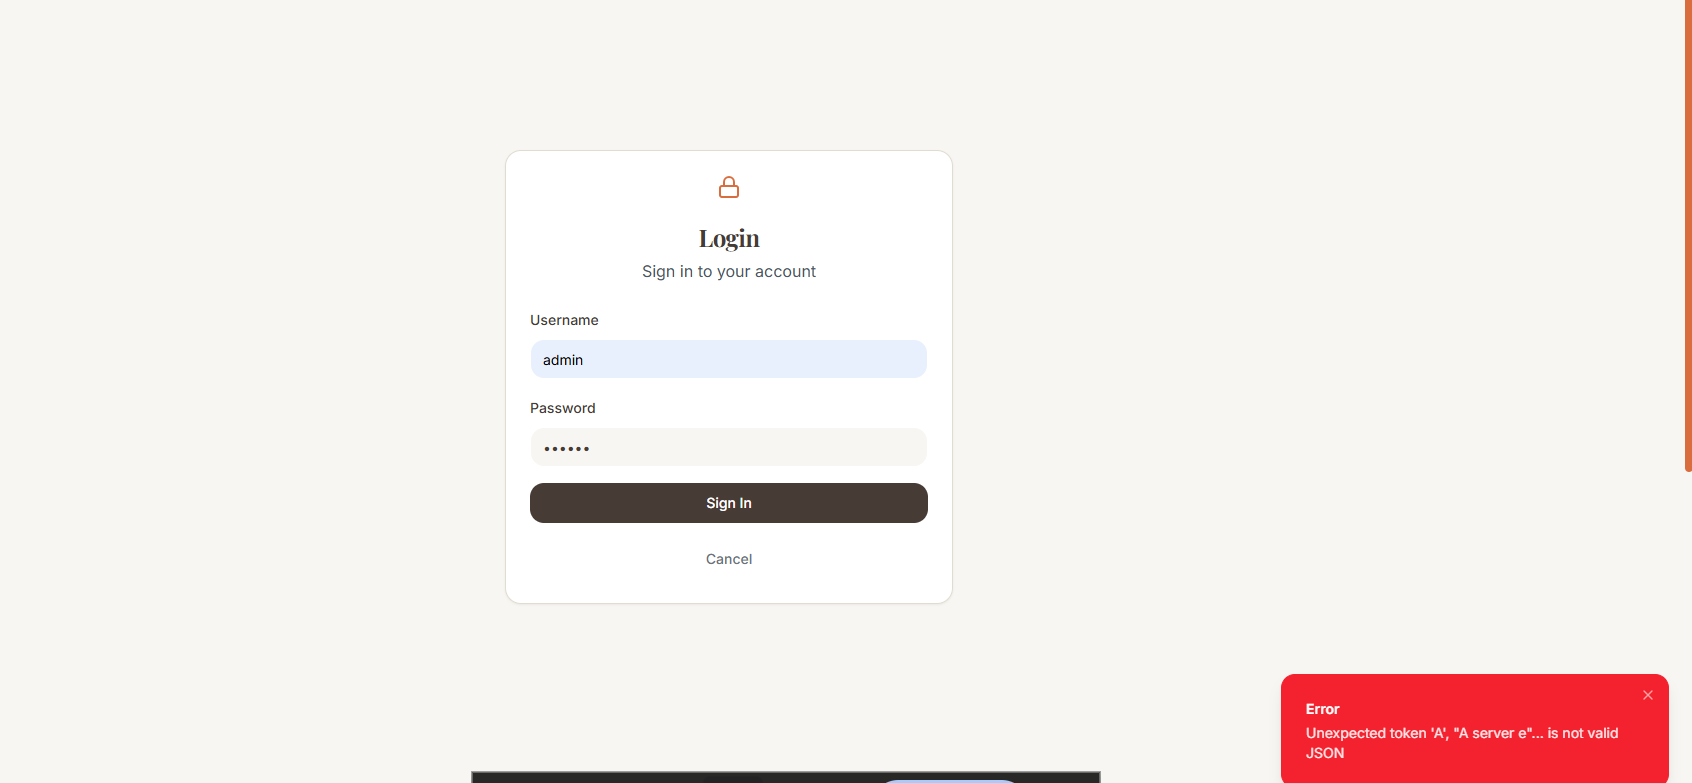 Login
Sign in to your account
Username
admin
Password
••••••
Sign In
Cancel
Error
Unexpected token 'A', "A server e"... is not valid
JSON